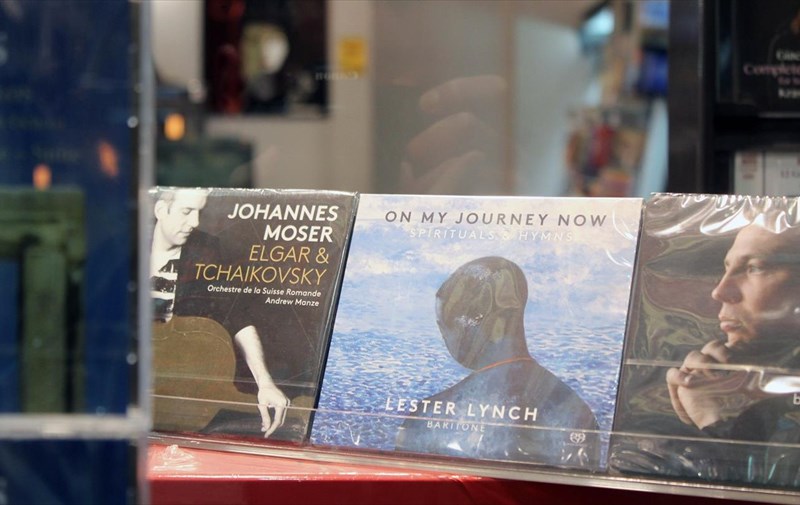 JOHANNES
MOSER
ELGAR &
TCHAIKOVSKY
Orchestre de la Suisse Romande
Andrew Manze
ON MY JOURNEY NOW
SPIRITUALS & HYMNS
LESTER LYNCH
BARITONE